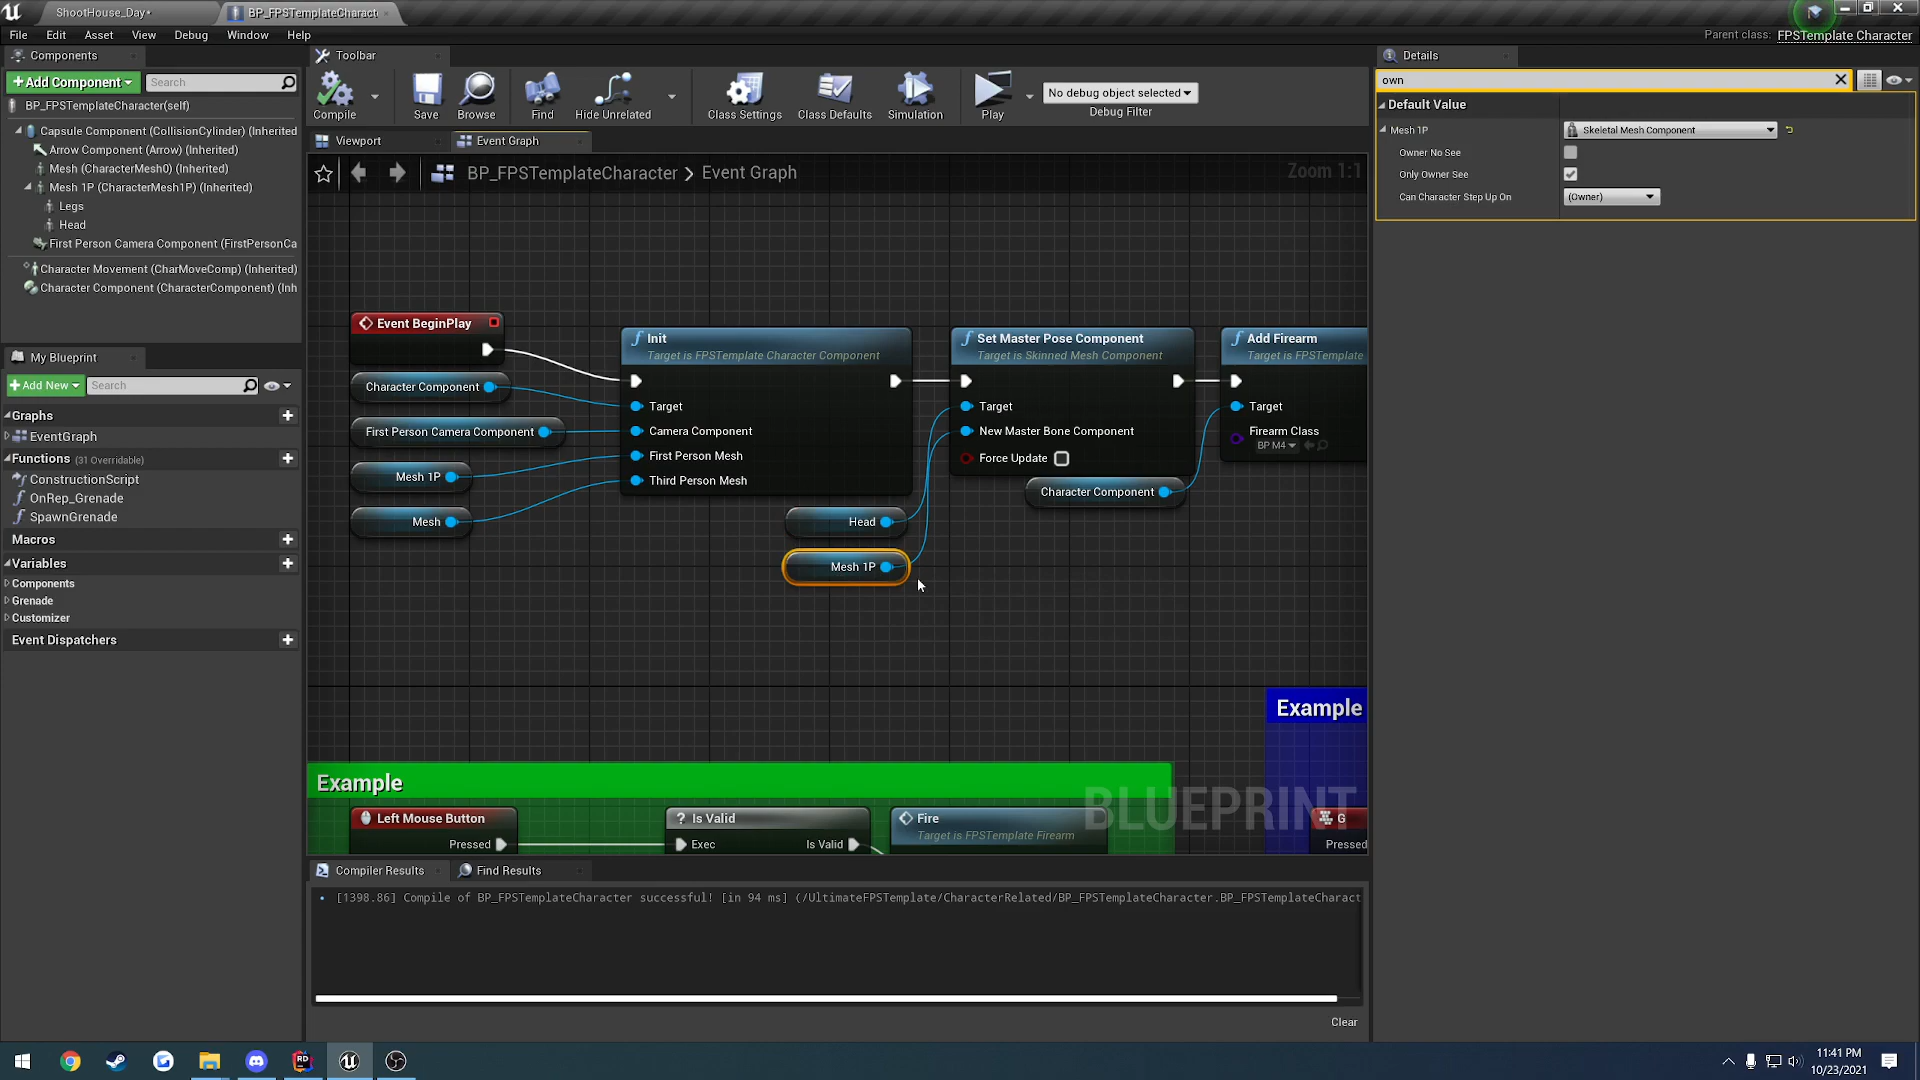 ShootHouse_Day•
BP_FPSTemplateCharact
File Edit Asset View Debug Window Help
Parent class: FPSTemplate Character
Components
+Add Component
Search
BP_FPSTemplateCharacter(self)
Capsule Component (CollisionCylinder) (Inherited
Arrow Component (Arrow) (Inherited)
Mesh (CharacterMesh0) (Inherited)
Mesh 1P (CharacterMesh1P) (Inherited)
Legs
Head
First Person Camera Component (FirstPersonCa
Character Movement (CharMoveComp) (Inherited)
Character Component (CharacterComponent) (Inh
My Blueprint
+Add New
Search
Graphs
EventGraph
Functions (31 Overridable)
ConstructionScript
OnRep_Grenade
SpawnGrenade
Macros
Variables
Components
Grenade
Customizer
Event Dispatchers
Toolbar
Compile
Save
Browse
Find
Hide Unrelated
Class Settings
Class Defaults
Simulation
Play
No debug object selected
Debug Filter
Viewport
Event Graph
BP_FPSTemplateCharacter > Event Graph
Zoom 1:1
Event BeginPlay
Character Component
First Person Camera Component
Mesh 1P
Mesh
Init
Target is FPSTemplate Character Component
Target
Camera Component
First Person Mesh
Third Person Mesh
Head
Mesh 1P
Set Master Pose Component
Target is Skinned Mesh Component
Target
New Master Bone Component
Force Update
Character Component
Add Firearm
Target is FPSTemplate
Target
Firearm Class
BP M4
Example
Example
BLUEPRINT
Left Mouse Button
Pressed
Is Valid
Exec
Is Valid
Fire
Target is FPSTemplate Firearm
G
Pressed
Compiler Results
Find Results
• [1398.86] Compile of BP_FPSTemplateCharacter successful! [in 94 ms] (/UltimateFPSTemplate/CharacterRelated/BP_FPSTemplateCharacter.BP_FPSTemplateCharact
Clear
Details
own
Default Value
Mesh 1P
Skeletal Mesh Component
Owner No See
Only Owner See
Can Character Step Up On
(Owner)
11:41 PM
10/23/2021